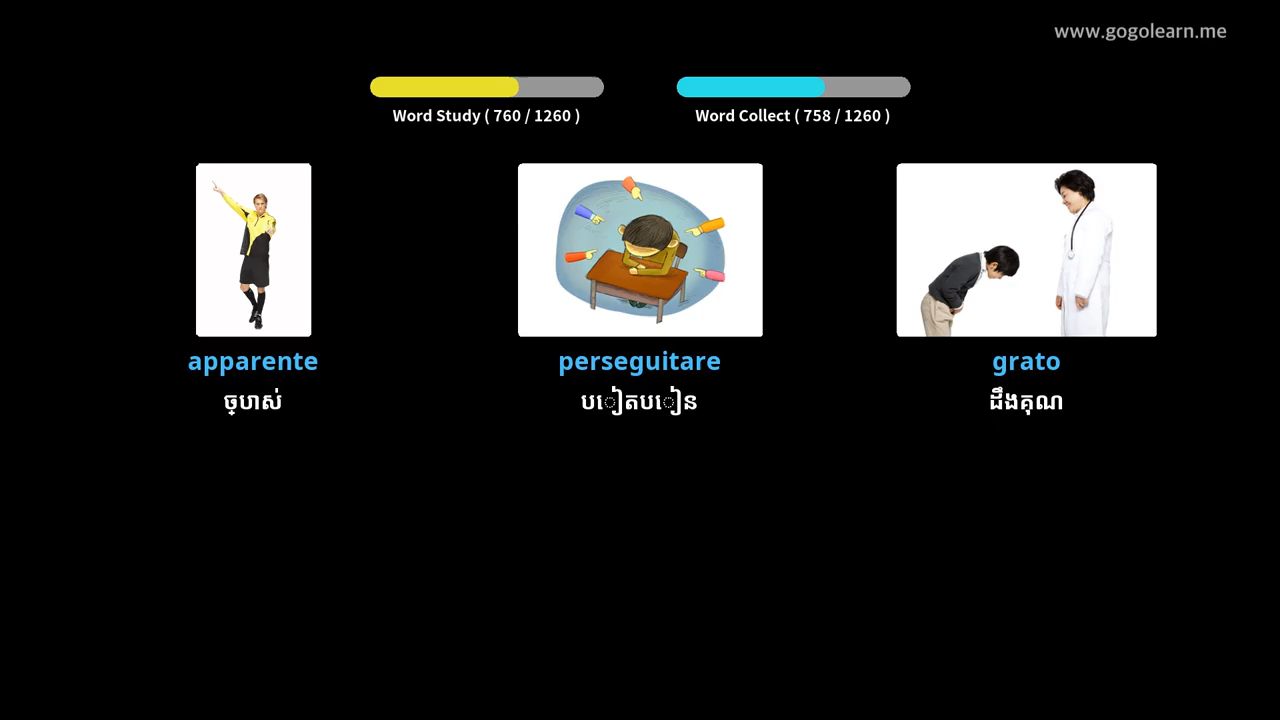 www.gogolearn.me
Word Study ( 760 / 1260 )
Word Collect ( 758 / 1260 )
apparente
perseguitare
grato
ច្បាស់
បៀតបៀន
ដឹងគុណ